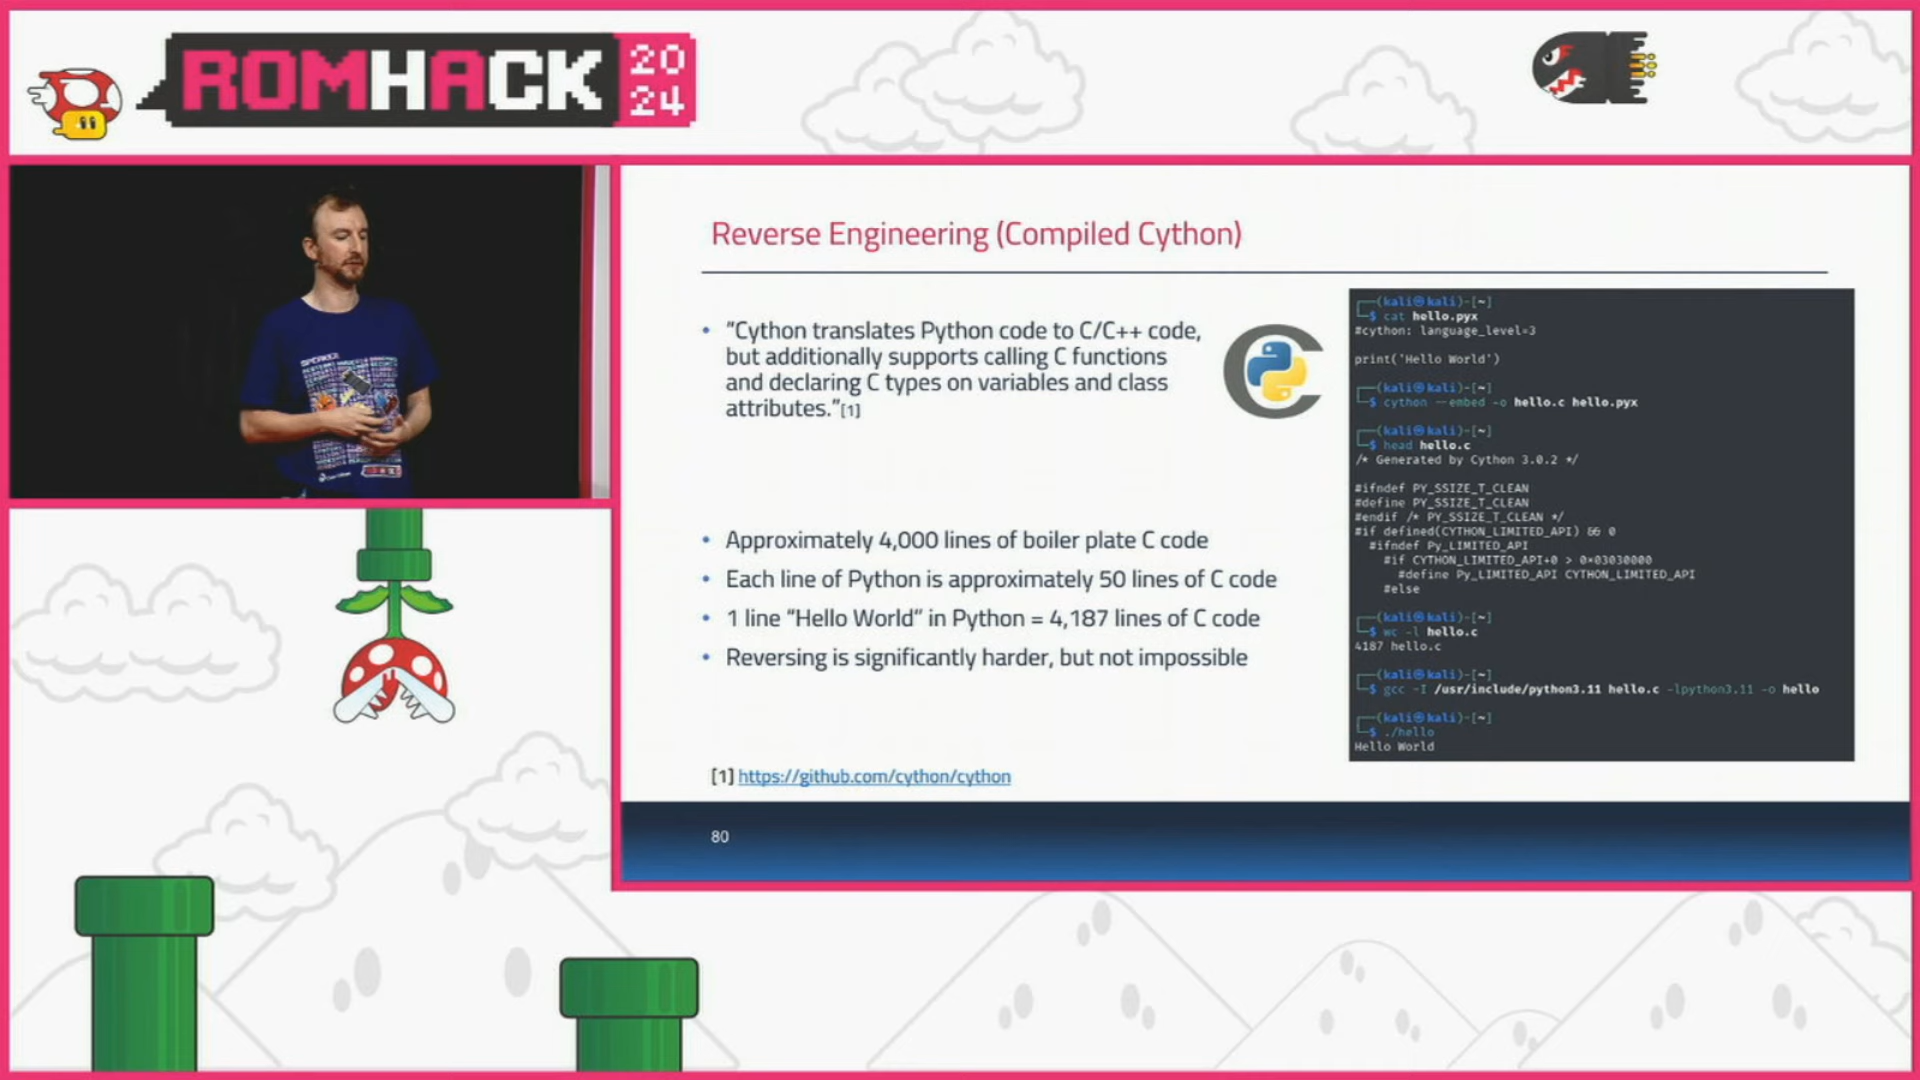 ROMHACK
20
24
SPEAKER
Reverse Engineering (Compiled Cython)
• "Cython translates Python code to C/C++ code,
but additionally supports calling C functions
and declaring C types on variables and class
attributes."[1]
• Approximately 4,000 lines of boiler plate C code
• Each line of Python is approximately 50 lines of C code
• 1 line "Hello World" in Python = 4,187 lines of C code
• Reversing is significantly harder, but not impossible
[1] https://github.com/cython/cython
80
┌──(kali㉿kali)-[~]
└─$ cat hello.pyx
#cython: language_level=3
print('Hello World')
┌──(kali㉿kali)-[~]
└─$ cython --embed -o hello.c hello.pyx
┌──(kali㉿kali)-[~]
└─$ head hello.c
/* Generated by Cython 3.0.2 */
#ifndef PY_SSIZE_T_CLEAN
#define PY_SSIZE_T_CLEAN
#endif /* PY_SSIZE_T_CLEAN */
#if defined(CYTHON_LIMITED_API) && 0
#ifndef Py_LIMITED_API
#if CYTHON_LIMITED_API+0 > 0×03030000
#define Py_LIMITED_API CYTHON_LIMITED_API
#else
┌──(kali㉿kali)-[~]
└─$ wc -l hello.c
4187 hello.c
┌──(kali㉿kali)-[~]
└─$ gcc -I /usr/include/python3.11 hello.c -lpython3.11 -o hello
┌──(kali㉿kali)-[~]
└─$ ./hello
Hello World